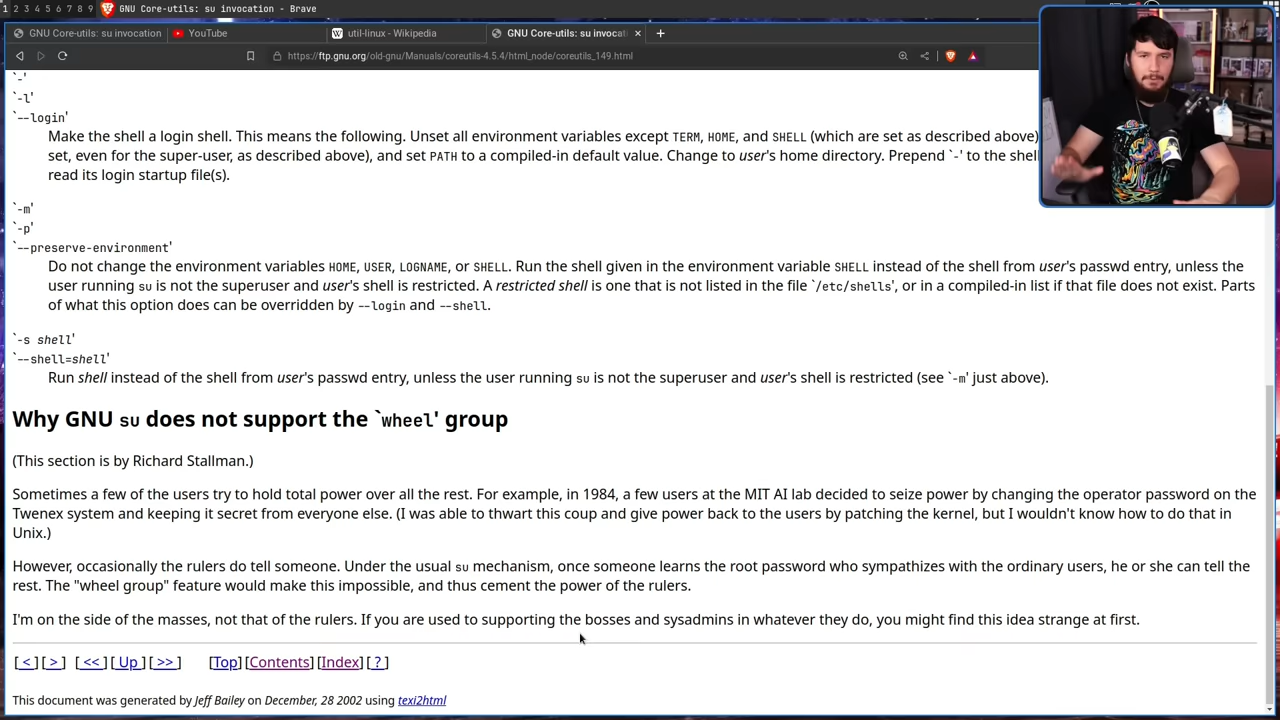 1 2 3 4 5 6 7 8 9 GNU Core-utils: su invocation - Brave
GNU Core-utils: su invocation YouTube util-linux - Wikipedia GNU Core-utils: su invocati
https://ftp.gnu.org/old-gnu/Manuals/coreutils-4.5.4/html_node/coreutils_149.html
`-'
`-l'
`--login'
Make the shell a login shell. This means the following. Unset all environment variables except TERM, HOME, and SHELL (which are set as described above)
set, even for the super-user, as described above), and set PATH to a compiled-in default value. Change to user's home directory. Prepend `-' to the shell
read its login startup file(s).
`-m'
`-p'
`--preserve-environment'
Do not change the environment variables HOME, USER, LOGNAME, or SHELL. Run the shell given in the environment variable SHELL instead of the shell from user's passwd entry, unless the
user running su is not the superuser and user's shell is restricted. A restricted shell is one that is not listed in the file `/etc/shells', or in a compiled-in list if that file does not exist. Parts
of what this option does can be overridden by --login and --shell.
`-s shell'
`--shell=shell'
Run shell instead of the shell from user's passwd entry, unless the user running su is not the superuser and user's shell is restricted (see `-m' just above).
Why GNU su does not support the `wheel' group
(This section is by Richard Stallman.)
Sometimes a few of the users try to hold total power over all the rest. For example, in 1984, a few users at the MIT AI lab decided to seize power by changing the operator password on the
Twenex system and keeping it secret from everyone else. (I was able to thwart this coup and give power back to the users by patching the kernel, but I wouldn't know how to do that in
Unix.)
However, occasionally the rulers do tell someone. Under the usual su mechanism, once someone learns the root password who sympathizes with the ordinary users, he or she can tell the
rest. The "wheel group" feature would make this impossible, and thus cement the power of the rulers.
I'm on the side of the masses, not that of the rulers. If you are used to supporting the bosses and sysadmins in whatever they do, you might find this idea strange at first.
[ < ] [ > ] [ << ] [ Up ] [ >> ] [Top] [Contents] [Index] [ ? ]
This document was generated by Jeff Bailey on December, 28 2002 using texi2html